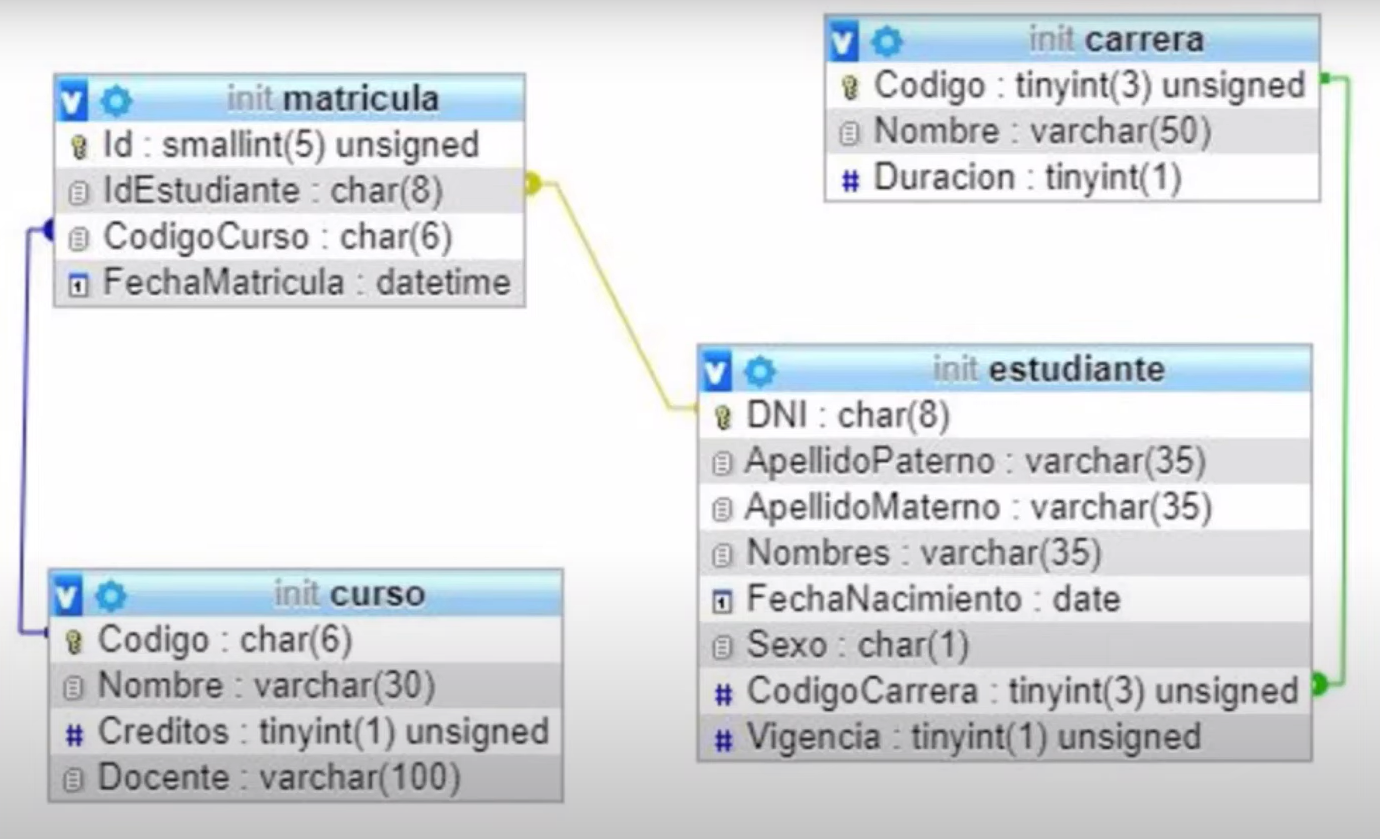 init matricula
Id : smallint(5) unsigned
IdEstudiante : char(8)
CodigoCurso : char(6)
FechaMatricula : datetime
init carrera
Codigo : tinyint(3) unsigned
Nombre : varchar(50)
# Duracion : tinyint(1)
init estudiante
DNI : char(8)
ApellidoPaterno : varchar(35)
ApellidoMaterno : varchar(35)
Nombres : varchar(35)
FechaNacimiento : date
Sexo : char(1)
# CodigoCarrera : tinyint(3) unsigned
# Vigencia : tinyint(1) unsigned
init curso
Codigo : char(6)
Nombre : varchar(30)
# Creditos : tinyint(1) unsigned
Docente : varchar(100)